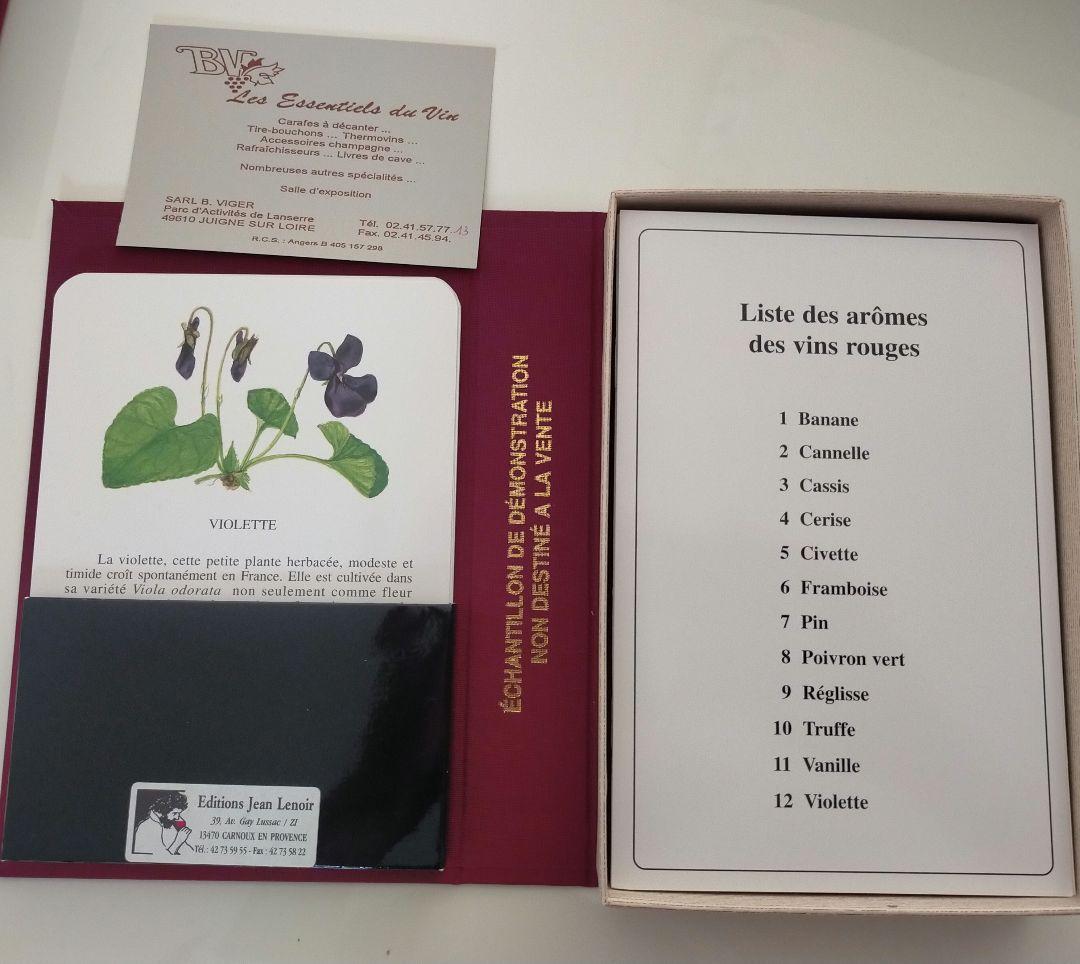 BV
Les Essentiels du Vin
Carafes à décanter ...
Tire-bouchons ... Thermovins ...
Accessoires champagne ...
Rafraîchisseurs ... Livres de cave ...
Nombreuses autres spécialités ...
Salle d'exposition
SARL B. VIGER
Parc d'Activités de Lanserre
49610 JUIGNE SUR LOIRE
Tél. 02.41.57.77.13
Fax. 02.41.45.94.
R.C.S. : Angers B 405 157 298
VIOLETTE
La violette, cette petite plante herbacée, modeste et
timide croît spontanément en France. Elle est cultivée dans
sa variété Viola odorata non seulement comme fleur
Editions Jean Lenoir
39, Av. Gay Lussac / ZI
13470 CARNOUX EN PROVENCE
Tél.: 42 73 59 55 - Fax : 42 73 58 22
ÉCHANTILLON DE DÉMONSTRATION
NON DESTINÉ A LA VENTE
Liste des arômes
des vins rouges
1 Banane
2 Cannelle
3 Cassis
4 Cerise
5 Civette
6 Framboise
7 Pin
8 Poivron vert
9 Réglisse
10 Truffe
11 Vanille
12 Violette